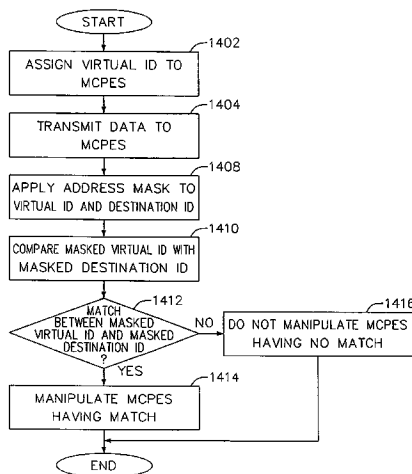 START
1402
ASSIGN VIRTUAL ID TO
MCPES
1404
TRANSMIT DATA TO
MCPES
1408
APPLY ADDRESS MASK TO
VIRTUAL ID AND DESTINATION ID
1410
COMPARE MASKED VIRTUAL ID WITH
MASKED DESTINATION ID
1412
MATCH
BETWEEN MASKED
VIRTUAL ID AND MASKED
DESTINATION ID
?
NO
1416
DO NOT MANIPULATE MCPES
HAVING NO MATCH
YES
1414
MANIPULATE MCPES
HAVING MATCH
END